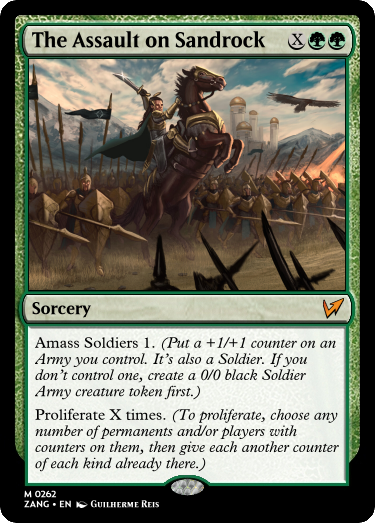 The Assault on Sandrock X
Sorcery
Amass Soldiers 1. (Put a +1/+1 counter on an
Army you control. It's also a Soldier. If you
don't control one, create a 0/0 black Soldier
Army creature token first.)
Proliferate X times. (To proliferate, choose any
number of permanents and/or players with
counters on them, then give each another counter
of each kind already there.)
M 0262
ZANG • EN Guilherme Reis